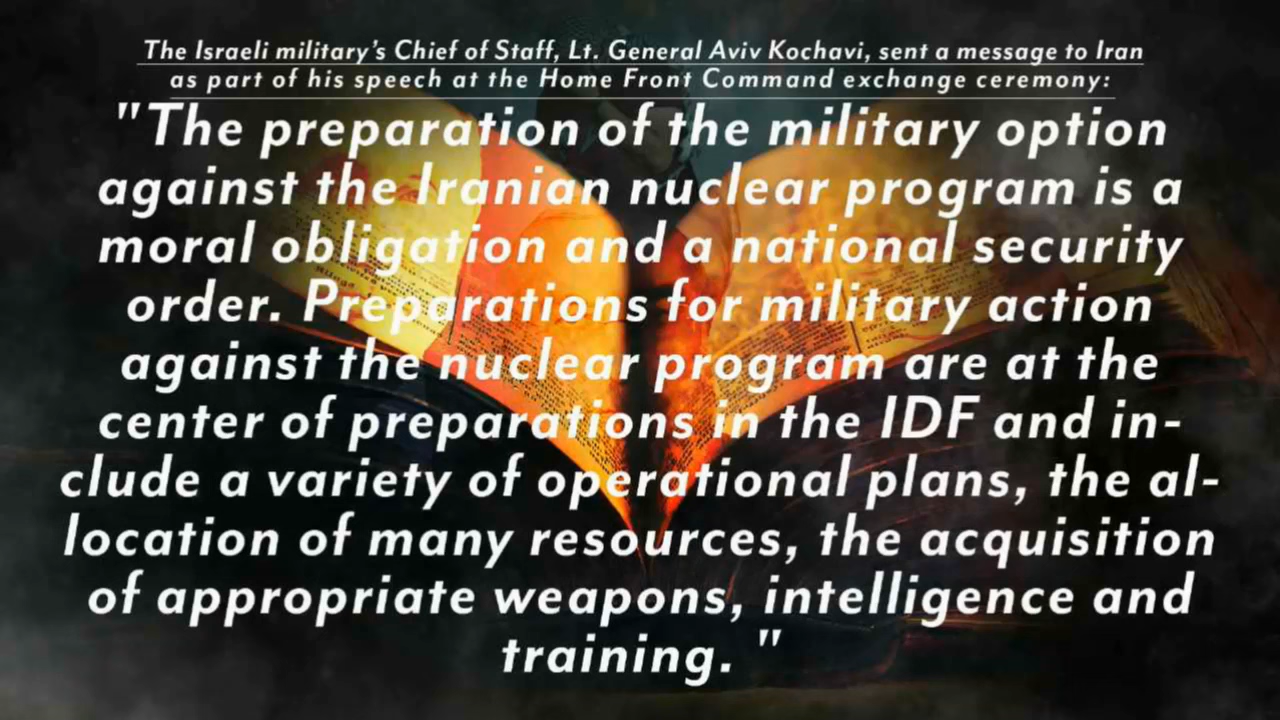 The Israeli military's Chief of Staff, Lt. General Aviv Kochavi, sent a message to Iran
as part of his speech at the Home Front Command exchange ceremony:
"The preparation of the military option
against the Iranian nuclear program is a
moral obligation and a national security
order. Preparations for military action
against the nuclear program are at the
center of preparations in the IDF and in-
clude a variety of operational plans, the al-
location of many resources, the acquisition
of appropriate weapons, intelligence and
training. "